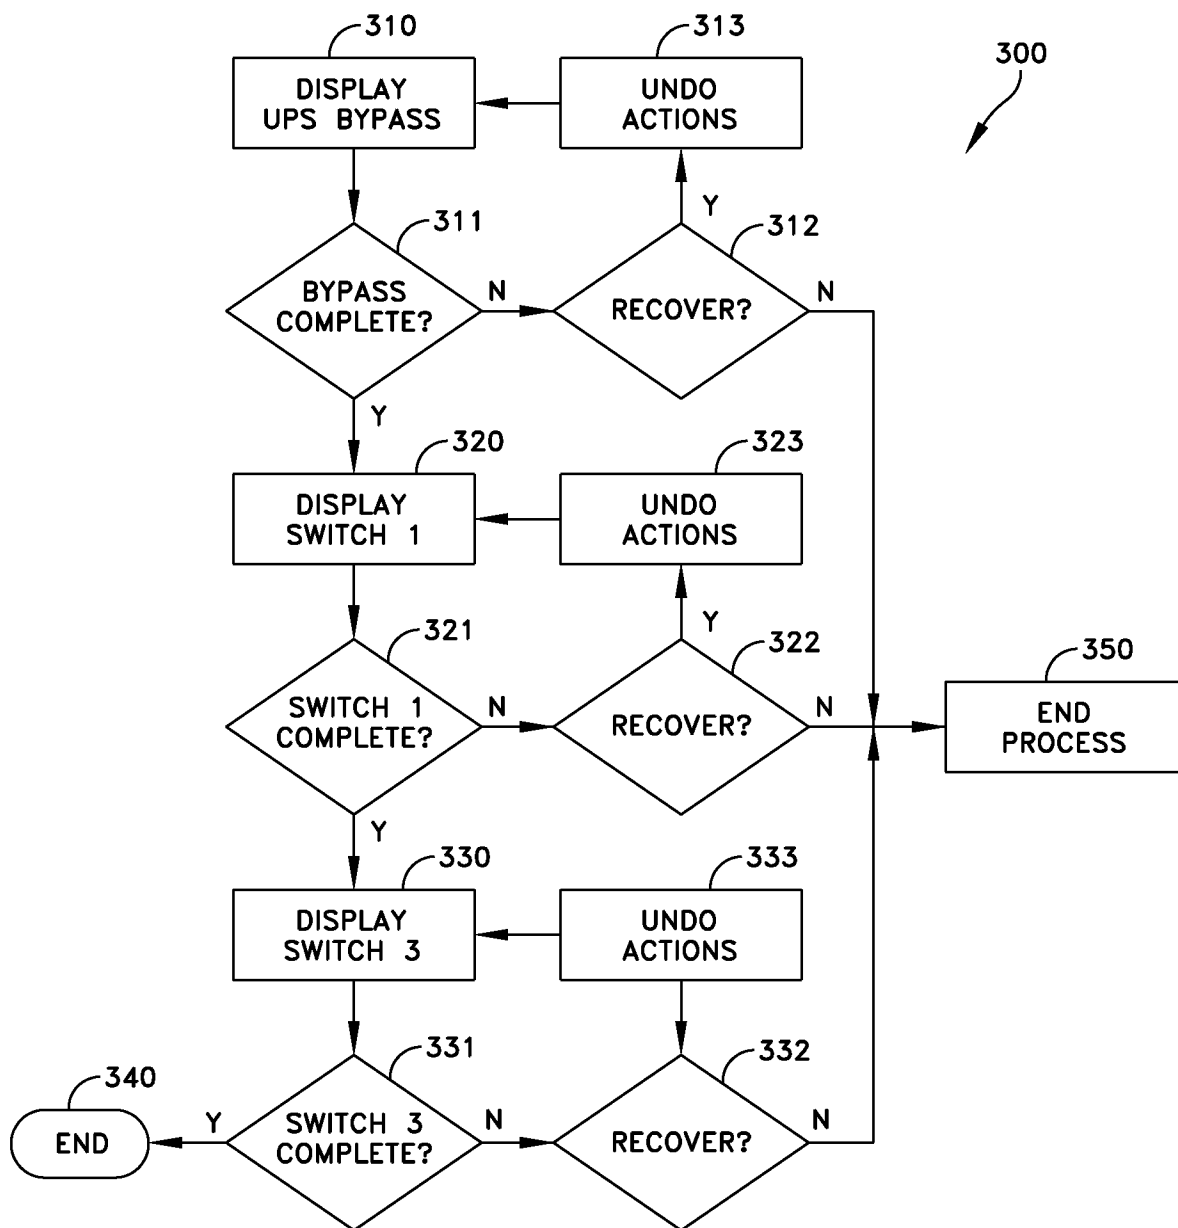 310
313
300
DISPLAY
UPS BYPASS
UNDO
ACTIONS
Y
311
312
BYPASS
COMPLETE?
N
RECOVER?
N
Y
320
323
DISPLAY
SWITCH 1
UNDO
ACTIONS
Y
321
322
350
SWITCH 1
COMPLETE?
N
RECOVER?
N
END
PROCESS
Y
330
333
DISPLAY
SWITCH 3
UNDO
ACTIONS
331
332
340
END
Y
SWITCH 3
COMPLETE?
N
RECOVER?
N